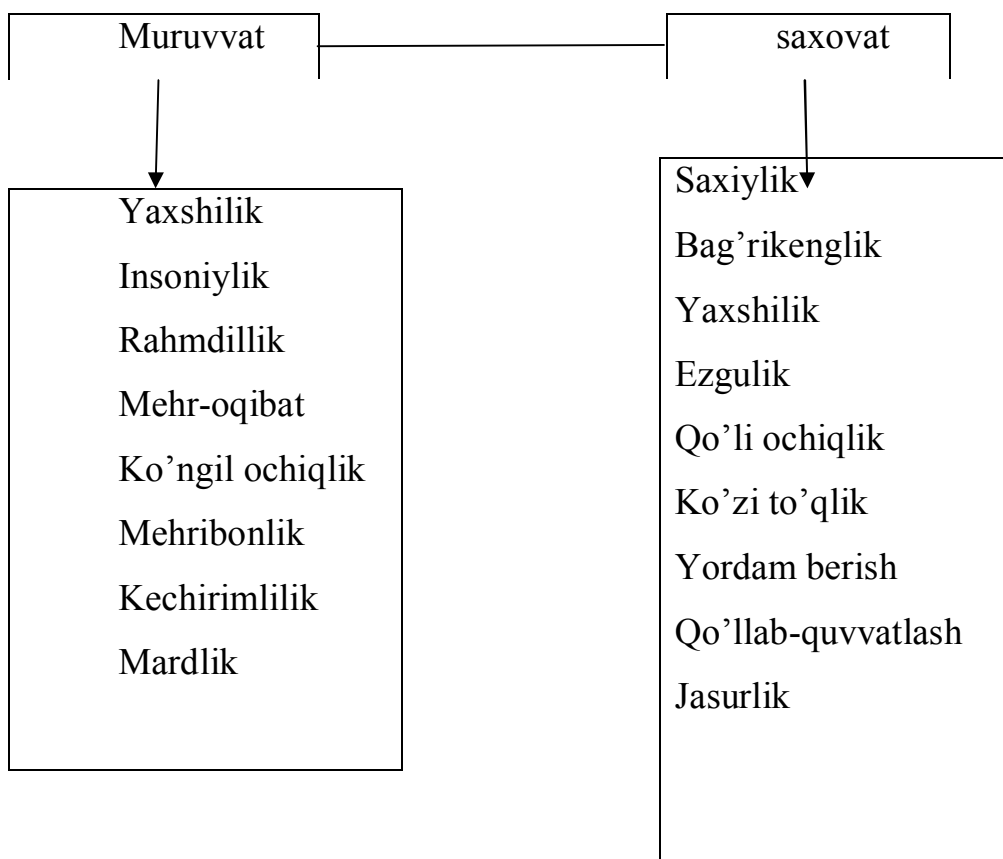 Muruvvat
saxovat
Yaxshilik
Insoniylik
Rahmdillik
Mehr-oqibat
Ko’ngil ochiqlik
Mehribonlik
Kechirimlilik
Mardlik
Saxiylik
Bag’rikenglik
Yaxshilik
Ezgulik
Qo’li ochiqlik
Ko’zi to’qlik
Yordam berish
Qo’llab-quvvatlash
Jasurlik